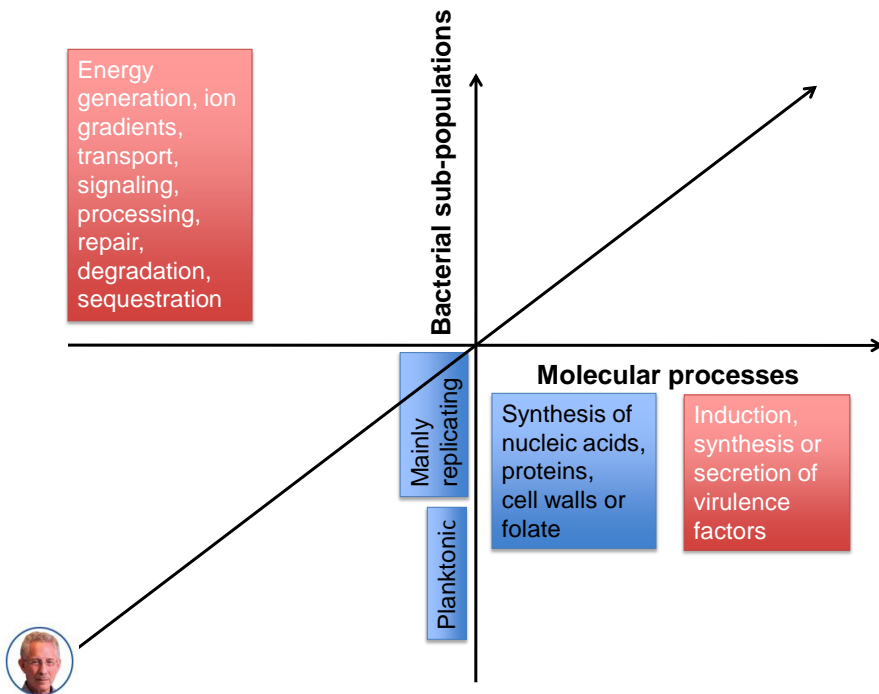 Energy
generation, ion
gradients,
transport,
signaling,
processing,
repair,
degradation,
sequestration
Bacterial sub-populations
Molecular processes
Mainly
replicating
Planktonic
Synthesis of
nucleic acids,
proteins,
cell walls or
folate
Induction,
synthesis or
secretion of
virulence
factors